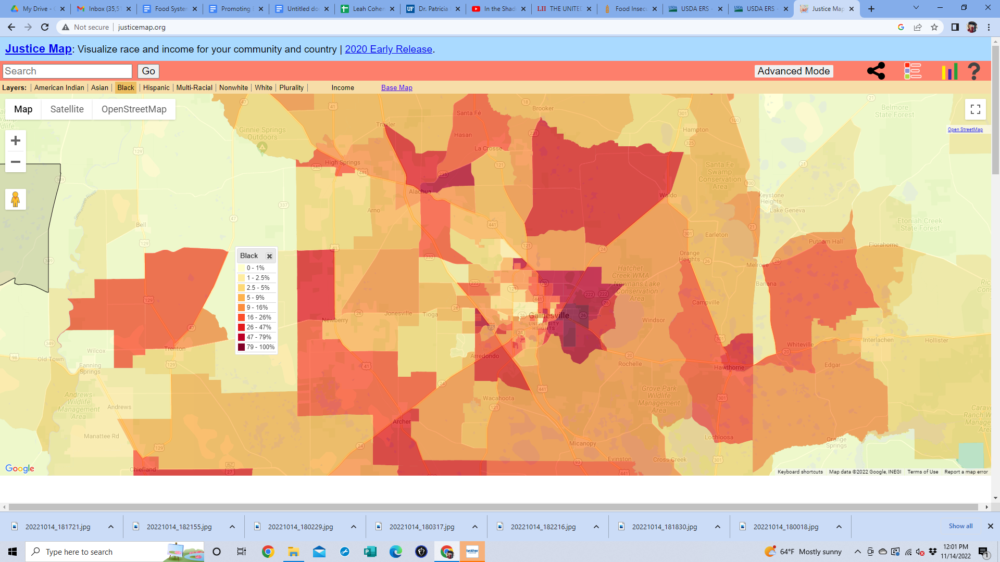 My Drive - G
Inbox (35,51
Food System
Promoting
Untitled do
Leah Cohen
Dr. Patricia
In the Shad
THE UNITED
Food Insecu
USDA ERS -
USDA ERS -
Justice Map
Not secure
justicemap.org
Justice Map: Visualize race and income for your community and country | 2020 Early Release.
Search
Go
Advanced Mode
Layers: American Indian Asian Black Hispanic Multi-Racial Nonwhite White Plurality Income Base Map
Map
Satellite
OpenStreetMap
Open StreetMap
Ginnie Springs
Outdoors
Traxler
Santa Fé
Hasan
La Crosse
Brooker
Hampton
Belmore
State Forest
High Springs
Alachua
Arno
Bell
Waldo
Santa Fe
Swamp
Conservation
Area
Keystone
Heights
Lake Geneva
Etoniah Creek
State Forest
Earleton
Orange
Heights
Melrose
Banana
Putnam Hall
Florahome
Hatchet
Creek WMA
Newnans Lake
Conservation
Area
Campville
Windsor
Gainesville
UNIVERSITY
HEIGHTS
Newberry
Jonesville
Tioga
Trenton
Wilcox
Old Town
Fanning
Springs
Arredondo
Rochelle
Hawthorne
Whiteville
Interlachen
Hollister
Edgar
Grove Park
Wildlife
Management
Area
Wacahoota
Andrews
Wildlife
Management
Area
Andrews
Manattee Rd
Chiefland
Archer
Micanopy
Evinston
Cross Creek
Lochloosa
Orange
Springs
Black
0 - 1%
1 - 2.5%
2.5 - 5%
5 - 9%
9 - 16%
16 - 26%
26 - 47%
47 - 79%
79 - 100%
Google
Keyboard shortcuts
Map data ©2022 Google, INEGI
Terms of Use
Report a map error
20221014_181721.jpg
20221014_182155.jpg
20221014_180229.jpg
20221014_180317.jpg
20221014_182216.jpg
20221014_181830.jpg
20221014_180018.jpg
Show all
Type here to search
brother
64°F Mostly sunny
12:01 PM
11/14/2022